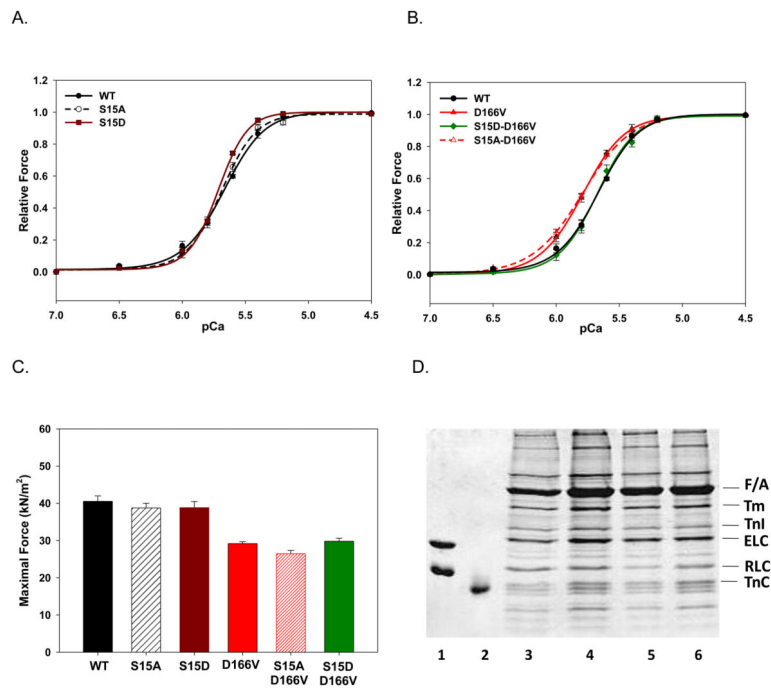 A.
B.
1.2
1.0
0.8
0.6
0.4
0.2
0.0
Relative Force
WT
S15A
S15D
7.0 6.5 6.0 5.5 5.0 4.5
pCa
1.2
1.0
0.8
0.6
0.4
0.2
0.0
Relative Force
WT
D166V
S15D-D166V
S15A-D166V
7.0 6.5 6.0 5.5 5.0 4.5
pCa
C.
D.
60
50
40
30
20
10
0
Maximal Force (kN/m²)
WT S15A S15D D166V S15A D166V S15D D166V
F/A
Tm
TnI
ELC
RLC
TnC
1 2 3 4 5 6